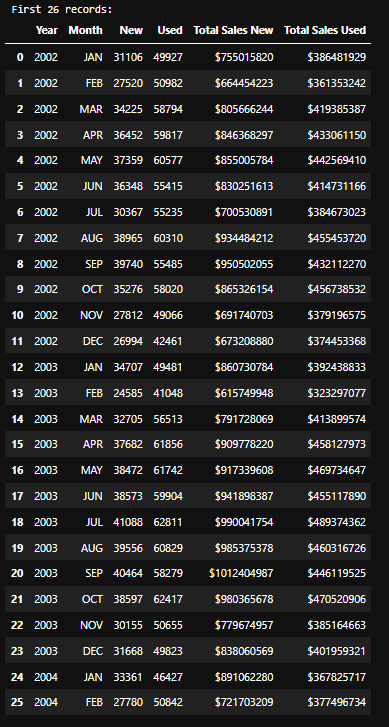 First 26 records:
Year Month New Used Total Sales New Total Sales Used
0 2002 JAN 31106 49927 $755015820 $386481929
1 2002 FEB 27520 50982 $664454223 $361353242
2 2002 MAR 34225 58794 $805666244 $419385387
3 2002 APR 36452 59817 $846368297 $433061150
4 2002 MAY 37359 60577 $855005784 $442569410
5 2002 JUN 36348 55415 $830251613 $414731166
6 2002 JUL 30367 55235 $700530891 $384673023
7 2002 AUG 38965 60310 $934484212 $455453720
8 2002 SEP 39740 55485 $950502055 $432112270
9 2002 OCT 35276 58020 $865326154 $456738532
10 2002 NOV 27812 49066 $691740703 $379196575
11 2002 DEC 26994 42461 $673208880 $374453368
12 2003 JAN 34707 49481 $860730784 $392438833
13 2003 FEB 24585 41048 $615749948 $323297077
14 2003 MAR 32705 56513 $791728069 $413899574
15 2003 APR 37682 61856 $909778220 $458127973
16 2003 MAY 38472 61742 $917339608 $469734647
17 2003 JUN 38573 59904 $941898387 $455117890
18 2003 JUL 41088 62811 $990041754 $489374362
19 2003 AUG 39556 60829 $985375378 $460316726
20 2003 SEP 40464 58279 $1012404987 $446119525
21 2003 OCT 38597 62417 $980365678 $470520906
22 2003 NOV 30155 50655 $779674957 $385164663
23 2003 DEC 31668 49823 $838060569 $401959321
24 2004 JAN 33361 46427 $891062280 $367825717
25 2004 FEB 27780 50842 $721703209 $377496734